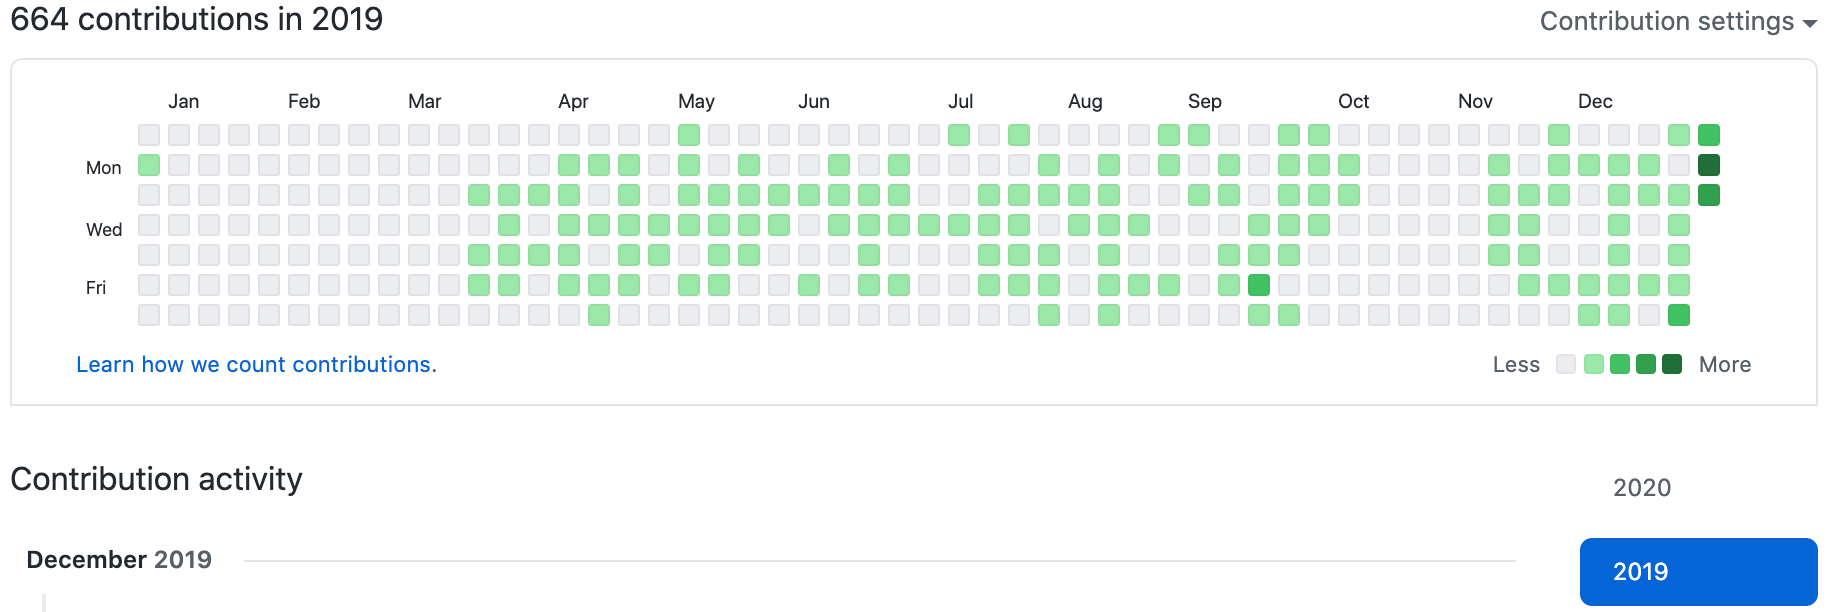 664 contributions in 2019
Contribution settings
Jan Feb Mar Apr May Jun Jul Aug Sep Oct Nov Dec
Mon
Wed
Fri
Learn how we count contributions.
Less More
Contribution activity
2020
December 2019
2019